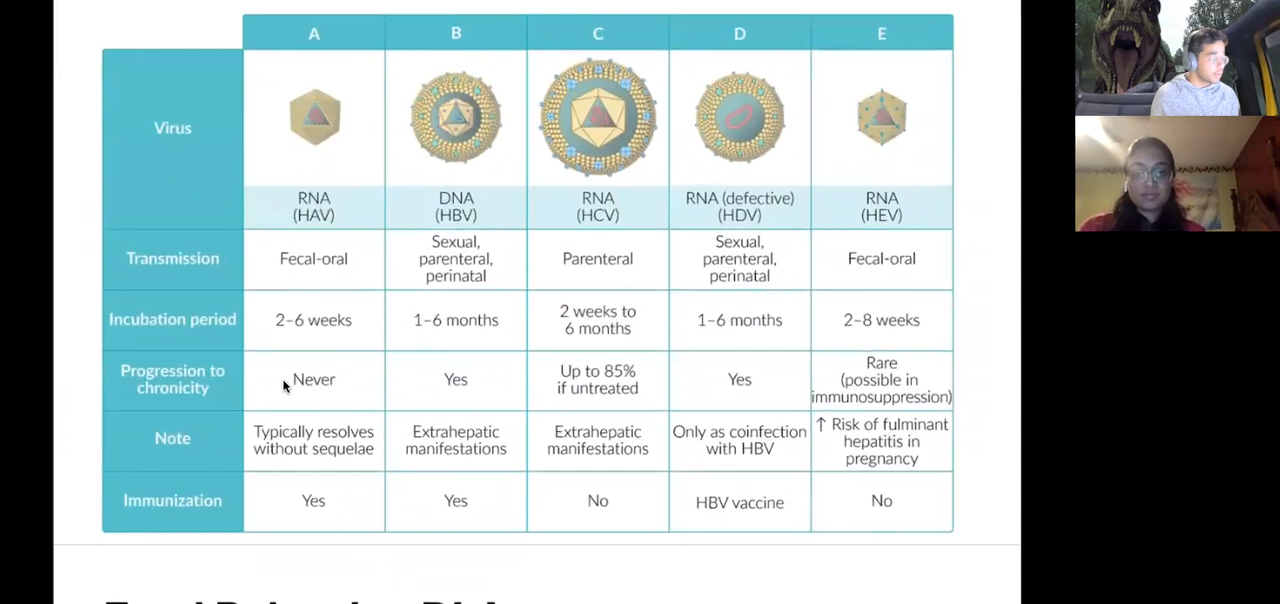 A B C D E
Virus
RNA
(HAV)
DNA
(HBV)
RNA
(HCV)
RNA (defective)
(HDV)
RNA
(HEV)
Transmission
Fecal-oral
Sexual,
parenteral,
perinatal
Parenteral
Sexual,
parenteral,
perinatal
Fecal-oral
Incubation period
2–6 weeks
1–6 months
2 weeks to
6 months
1–6 months
2–8 weeks
Progression to
chronicity
Never
Yes
Up to 85%
if untreated
Yes
Rare
(possible in
immunosuppression)
Note
Typically resolves
without sequelae
Extrahepatic
manifestations
Extrahepatic
manifestations
Only as coinfection
with HBV
↑ Risk of fulminant
hepatitis in
pregnancy
Immunization
Yes
Yes
No
HBV vaccine
No